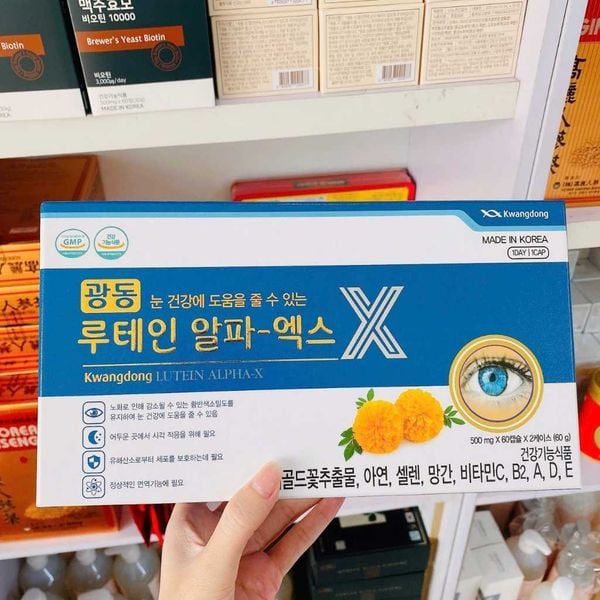 맥주효모
비오틴 10000
Biotin
Brewer's Yeast Biotin
비오틴
3,000㎍/day
MADE IN KOREA
Kwangdong
MADE IN KOREA
1DAY | 1CAP
GMP
건강기능식품
광동 눈 건강에 도움을 줄 수 있는
루테인 알파-엑스 X
Kwangdong LUTEIN ALPHA-X
노화로 인해 감소될 수 있는 황반색소밀도를
유지하여 눈 건강에 도움을 줄 수 있음
어두운 곳에서 시각 적응을 위해 필요
유해산소로부터 세포를 보호하는데 필요
정상적인 면역기능에 필요
500 mg X 60캡슐 X 2케이스 (60 g)
건강기능식품
골드꽃추출물, 아연, 셀렌, 망간, 비타민C, B2, A, D, E
KOREAN